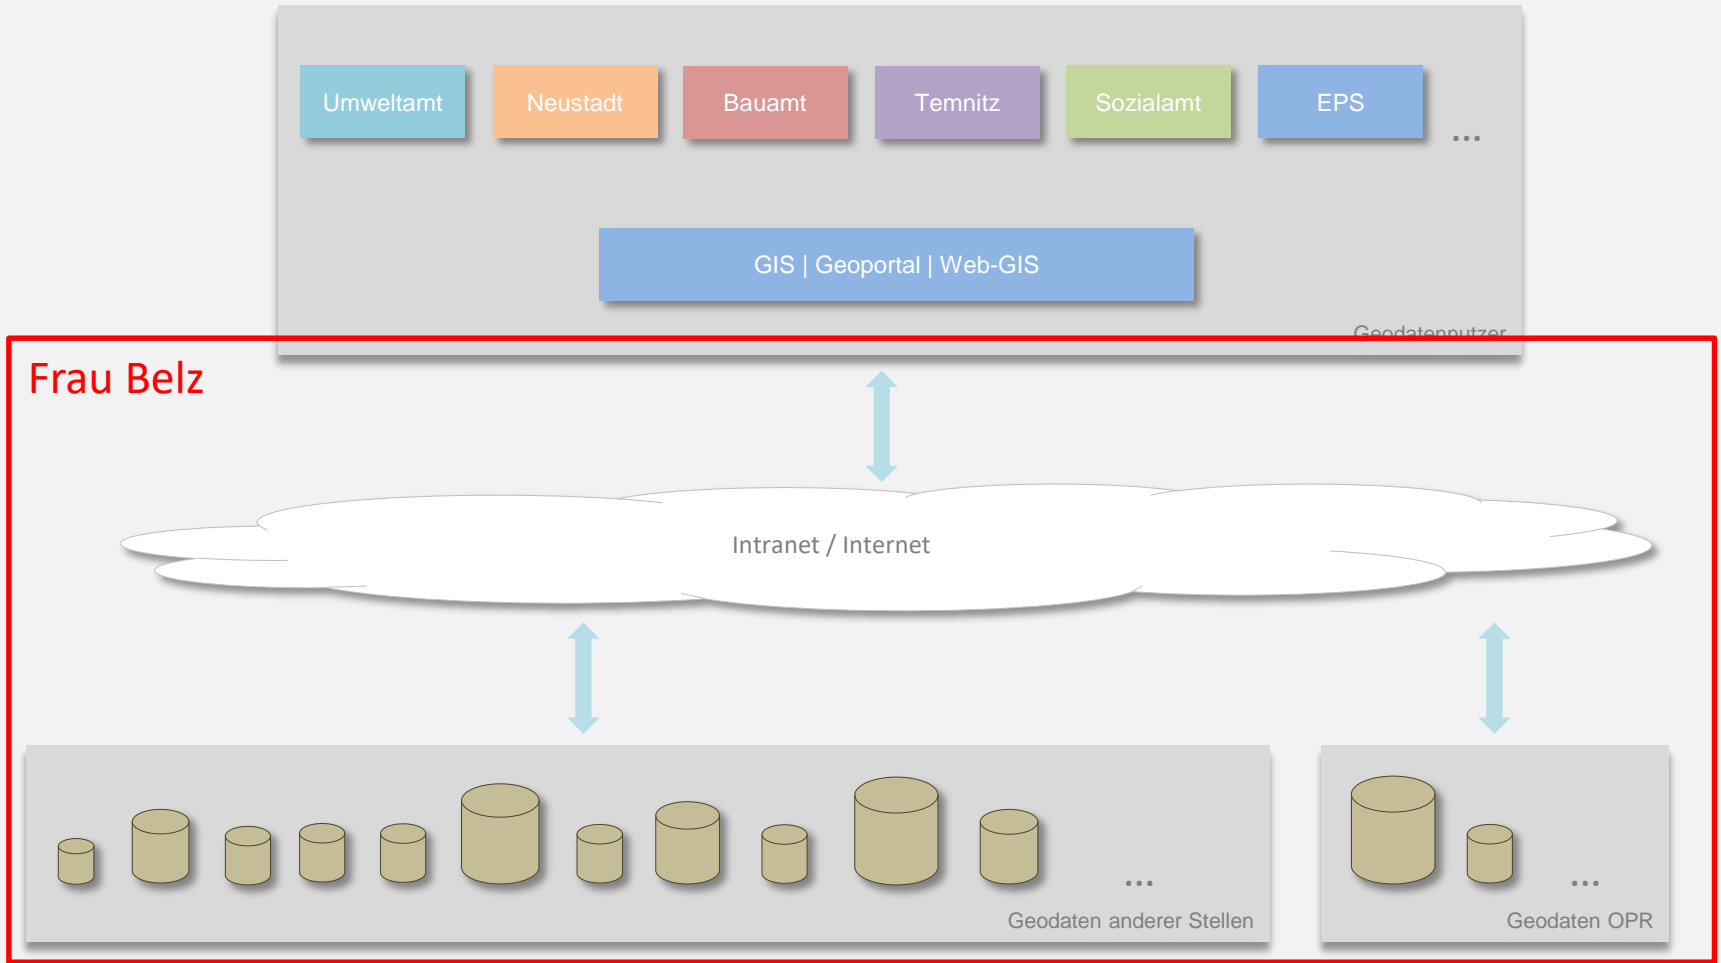 Umweltamt
Neustadt
Bauamt
Temnitz
Sozialamt
EPS
...
GIS | Geoportal | Web-GIS
Geodatennutzer
Frau Belz
Intranet / Internet
...
Geodaten anderer Stellen
...
Geodaten OPR